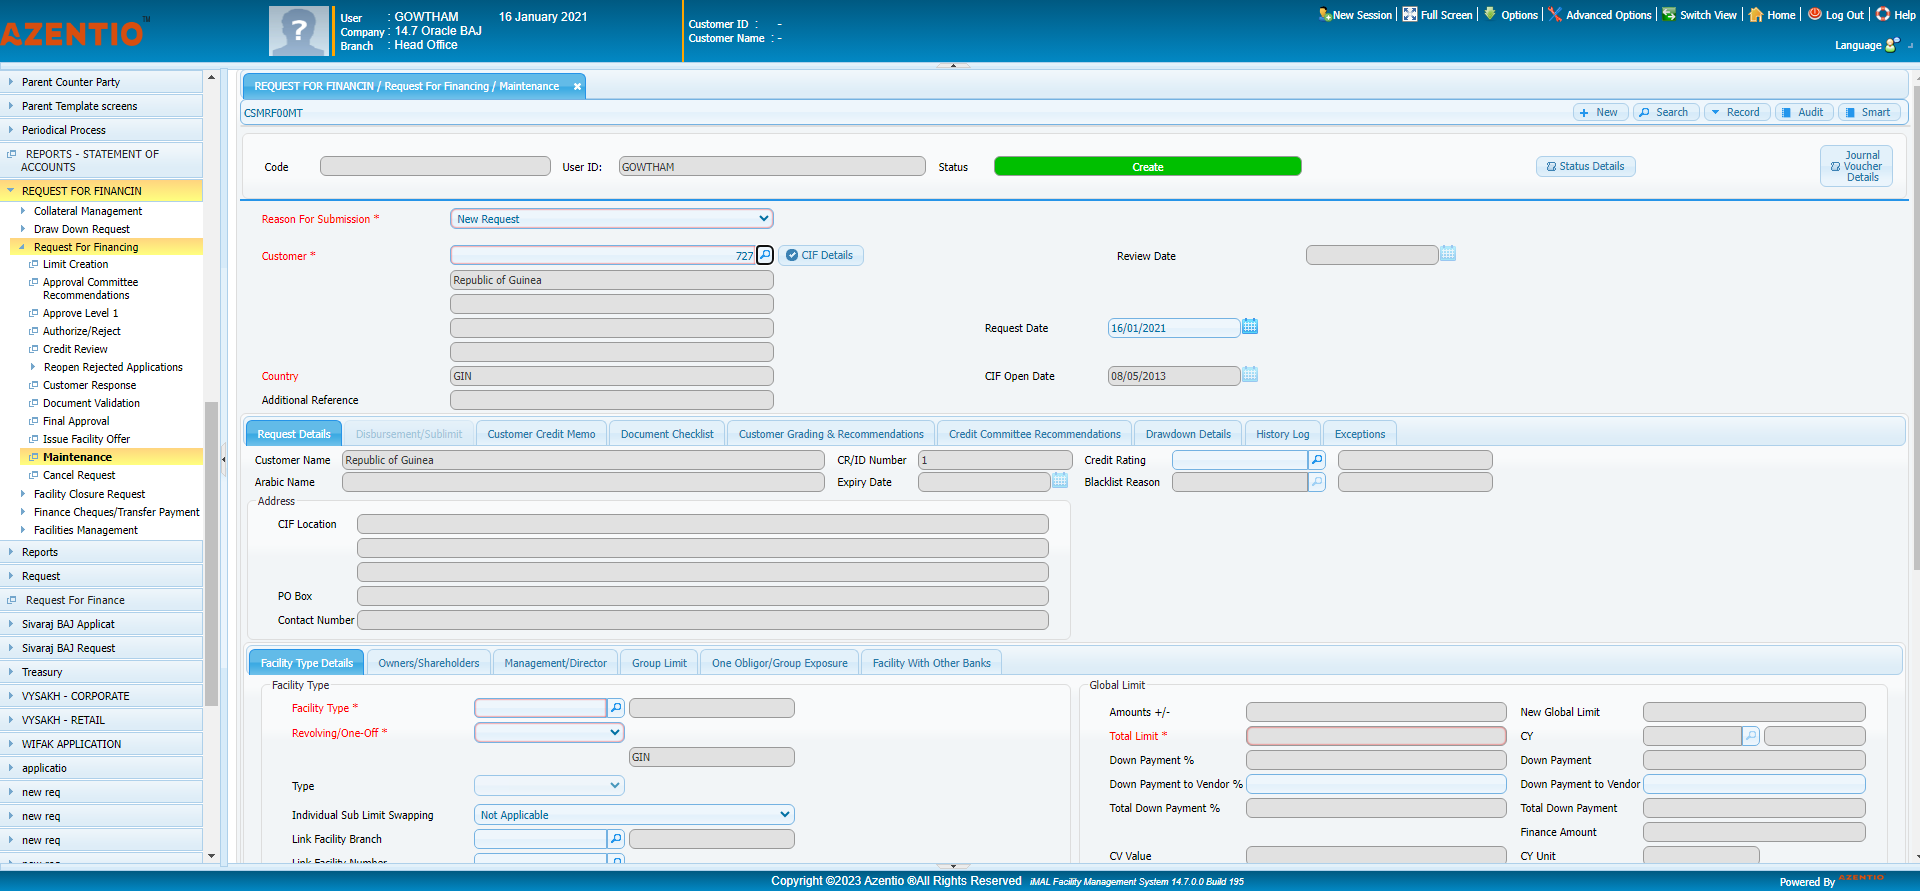 AZENTIO™
User : GOWTHAM 16 January 2021
Company : 14.7 Oracle BAJ
Branch : Head Office
Customer ID : -
Customer Name : -
New Session Full Screen Options Advanced Options Switch View Home Log Out Help
Language
Parent Counter Party
Parent Template screens
Periodical Process
REPORTS - STATEMENT OF
ACCOUNTS
REQUEST FOR FINANCIN
Collateral Management
Draw Down Request
Request For Financing
Limit Creation
Approval Committee
Recommendations
Approve Level 1
Authorize/Reject
Credit Review
Reopen Rejected Applications
Customer Response
Document Validation
Final Approval
Issue Facility Offer
Maintenance
Cancel Request
Facility Closure Request
Finance Cheques/Transfer Payment
Facilities Management
Reports
Request
Request For Finance
Sivaraj BAJ Applicat
Sivaraj BAJ Request
Treasury
VYSAKH - CORPORATE
VYSAKH - RETAIL
WIFAK APPLICATION
applicatio
new req
new req
new req
new req
REQUEST FOR FINANCIN / Request For Financing / Maintenance
CSMRF00MT
New Search Record Audit Smart
Code User ID: GOWTHAM Status Create Status Details
Journal
Voucher
Details
Reason For Submission * New Request
Customer * 727 CIF Details Review Date
Republic of Guinea
Request Date 16/01/2021
Country GIN CIF Open Date 08/05/2013
Additional Reference
Request Details Disbursement/Sublimit Customer Credit Memo Document Checklist Customer Grading & Recommendations Credit Committee Recommendations Drawdown Details History Log Exceptions
Customer Name Republic of Guinea CR/ID Number 1 Credit Rating
Arabic Name Expiry Date Blacklist Reason
Address
CIF Location
PO Box
Contact Number
Facility Type Details Owners/Shareholders Management/Director Group Limit One Obligor/Group Exposure Facility With Other Banks
Facility Type
Facility Type *
Revolving/One-Off *
GIN
Type
Individual Sub Limit Swapping Not Applicable
Link Facility Branch
Link Facility Number
Global Limit
Amounts +/- New Global Limit
Total Limit * CY
Down Payment % Down Payment
Down Payment to Vendor % Down Payment to Vendor
Total Down Payment % Total Down Payment
Finance Amount
CV Value CY Unit
Copyright ©2023 Azentio ®All Rights Reserved iMAL Facility Management System 14.7.0.0 Build 195
Powered By AZENTIO